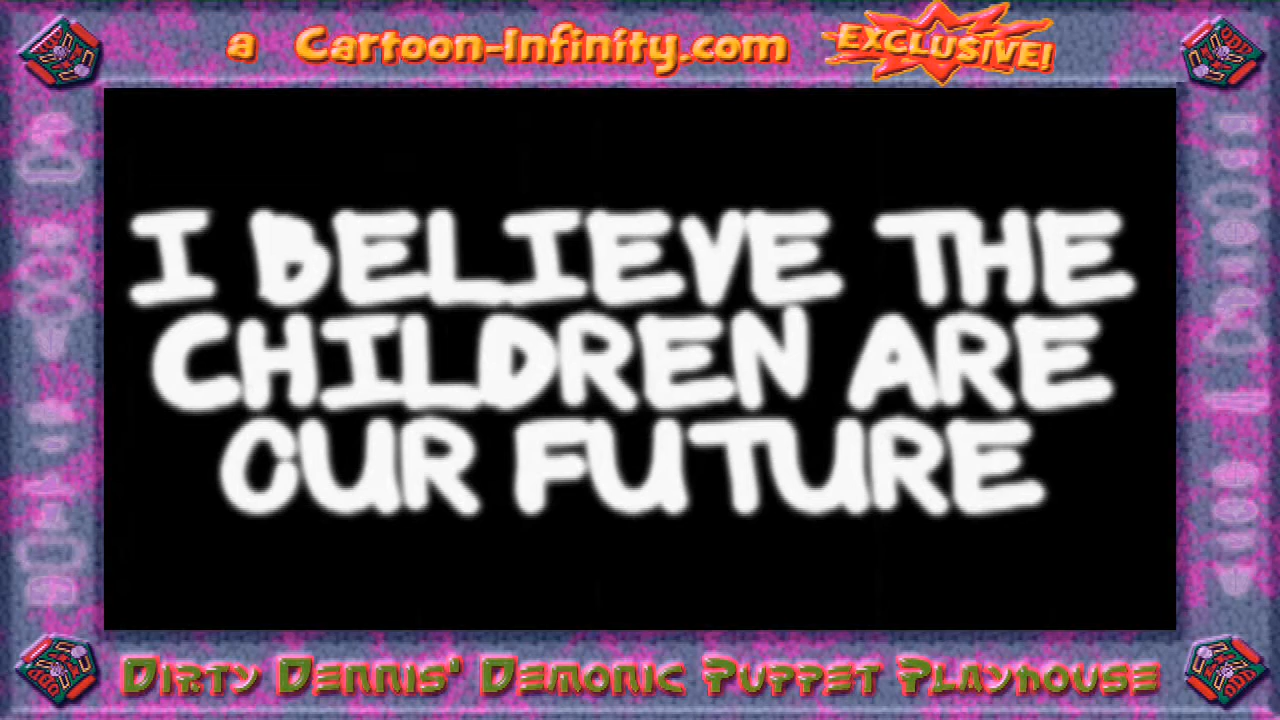 a Cartoon-Infinity.com EXCLUSIVE!
I BELIEVE THE
CHILDREN ARE
OUR FUTURE
Dirty Dennis' Demonic Puppet Playhouse